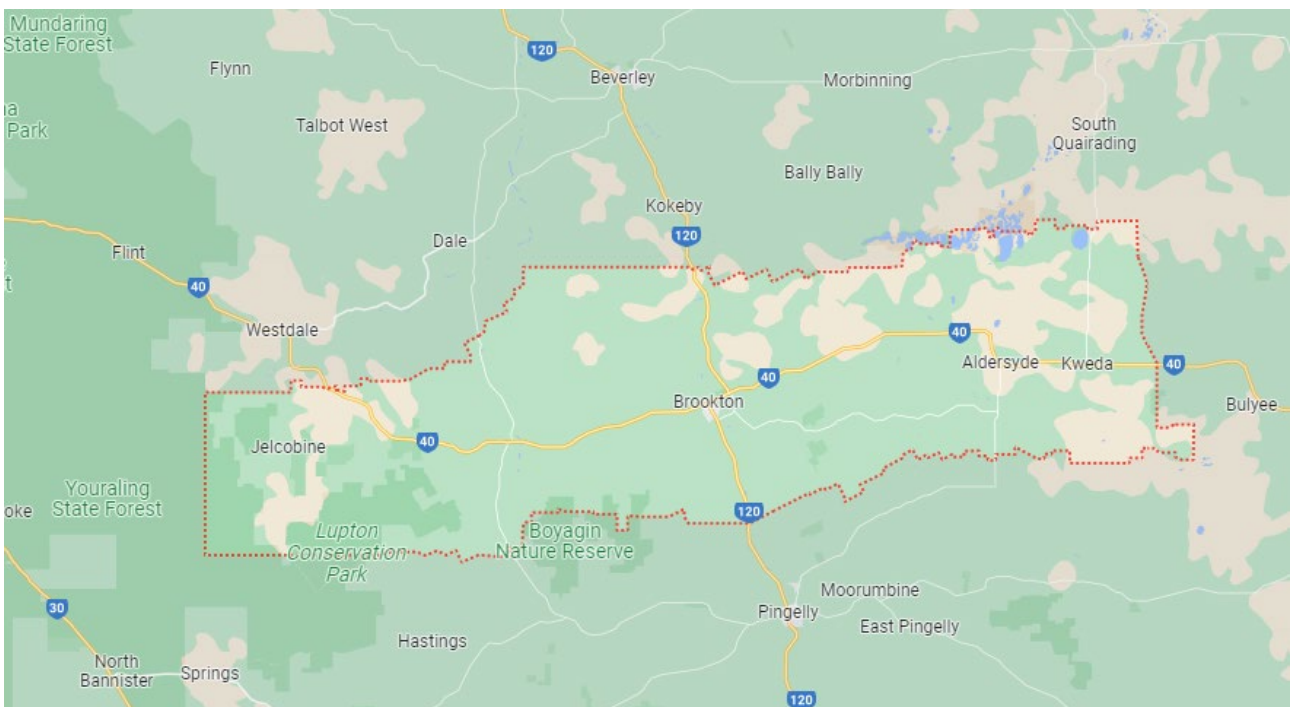 Mundaring
State Forest
120
Flynn
Beverley
Morbinning
Park
Talbot West
South
Quairading
Bally Bally
Kokeby
120
Dale
Flint
40
Westdale
40
Aldersyde
Kweda
40
40
Brookton
Bulyee
Jelcobine
40
Youraling
State Forest
120
Lupton
Conservation
Park
Boyagin
Nature Reserve
30
Moorumbine
Pingelly
East Pingelly
Hastings
North
Bannister
Springs
120